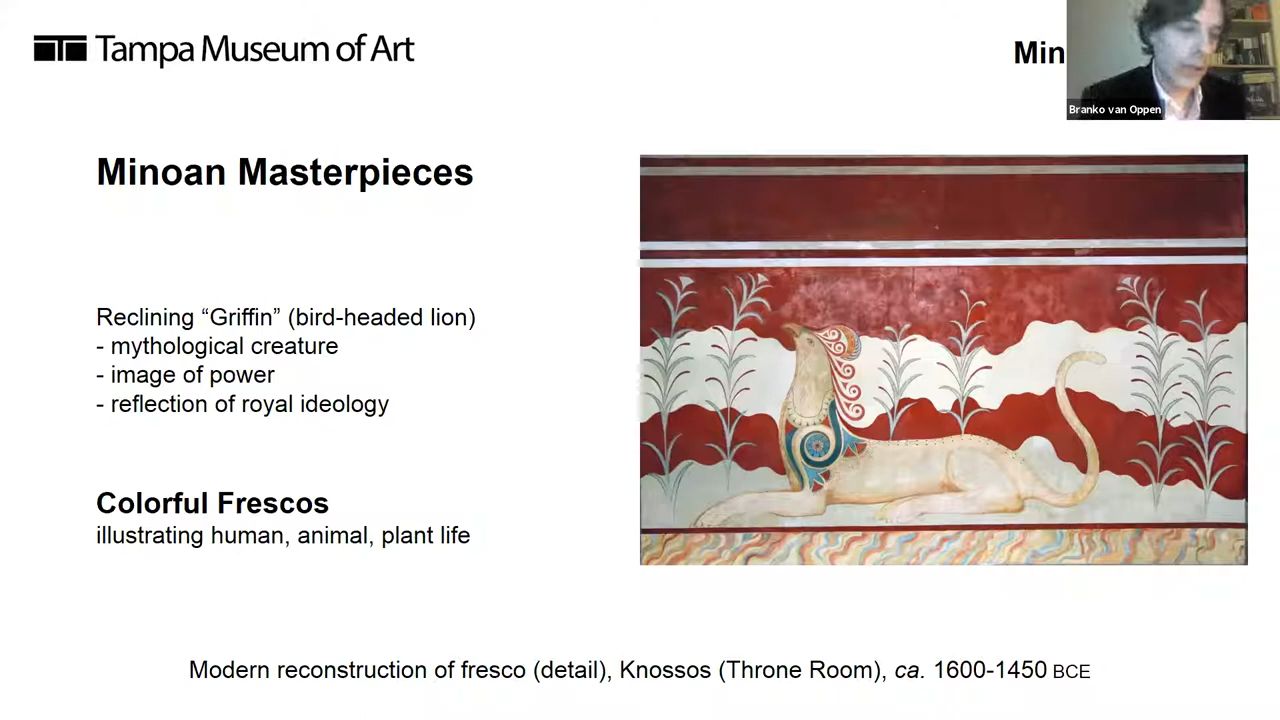 Tampa Museum of Art
Branko van Oppen
Minoan Masterpieces
Reclining “Griffin” (bird-headed lion)
- mythological creature
- image of power
- reflection of royal ideology
Colorful Frescos
illustrating human, animal, plant life
Modern reconstruction of fresco (detail), Knossos (Throne Room), ca. 1600-1450 BCE